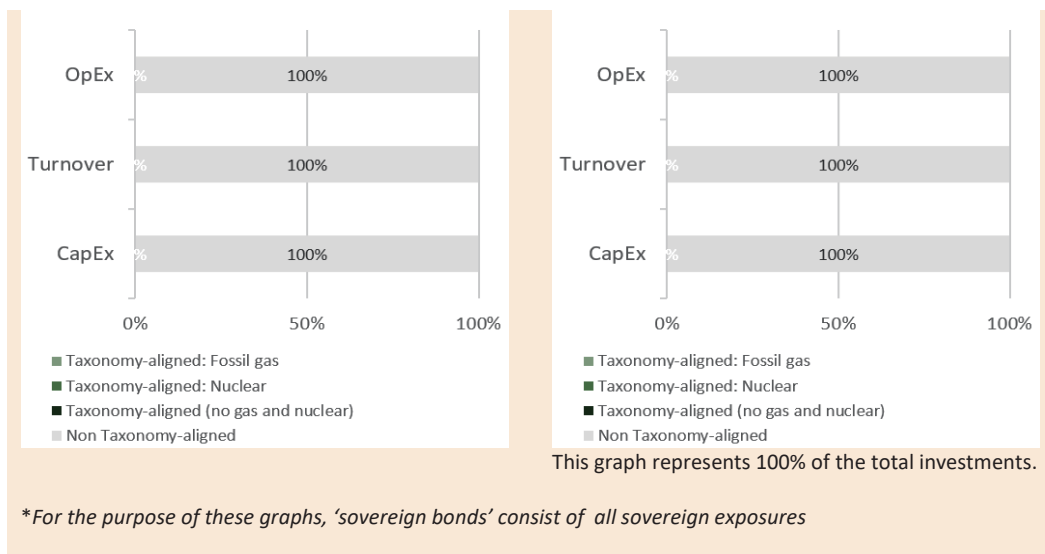 OpEx
%
100%
Turnover
%
100%
CapEx
%
100%
0%
50%
100%
Taxonomy-aligned: Fossil gas
Taxonomy-aligned: Nuclear
Taxonomy-aligned (no gas and nuclear)
Non Taxonomy-aligned
OpEx
%
100%
Turnover
%
100%
CapEx
%
100%
0%
50%
100%
Taxonomy-aligned: Fossil gas
Taxonomy-aligned: Nuclear
Taxonomy-aligned (no gas and nuclear)
Non Taxonomy-aligned
This graph represents 100% of the total investments.
*For the purpose of these graphs, ‘sovereign bonds’ consist of all sovereign exposures